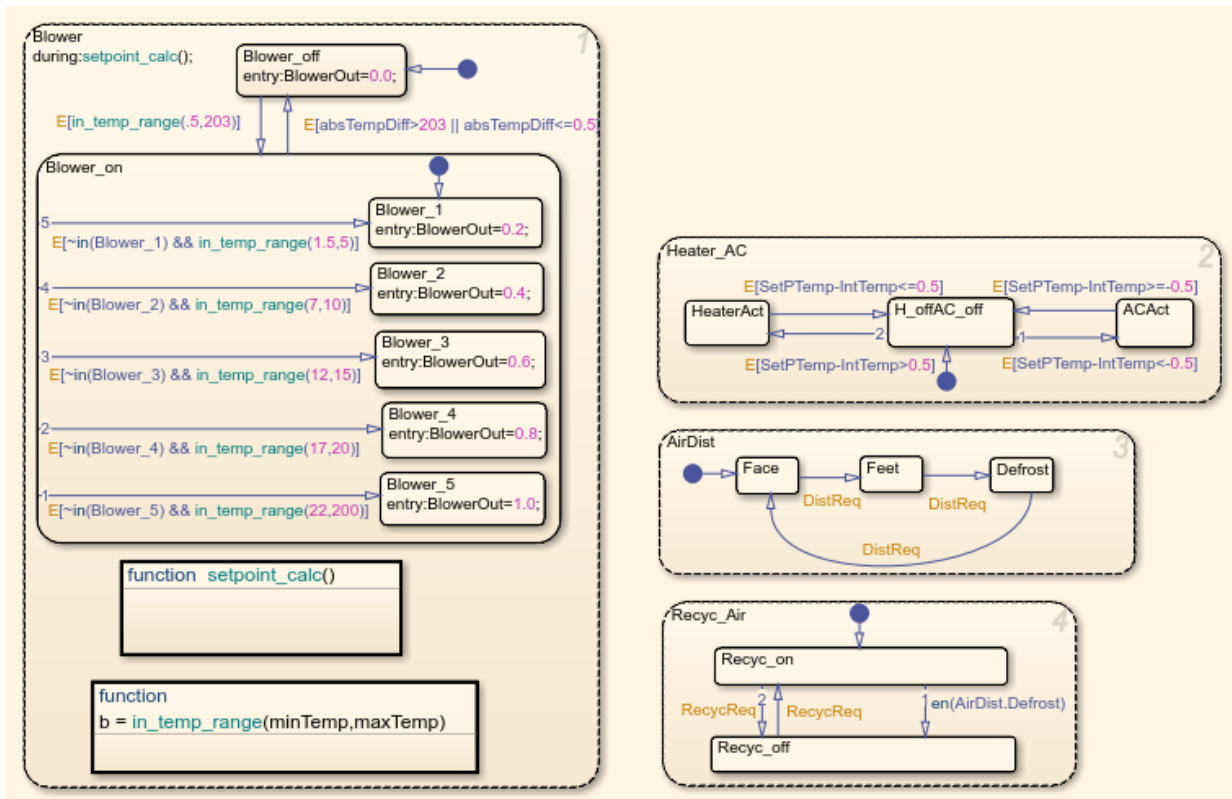 Blower
1
during:setpoint_calc();
Blower_off
entry:BlowerOut=0.0;
E[in_temp_range(.5,203)]
E[absTempDiff>203 || absTempDiff<=0.5]
Blower_on
5
Blower_1
entry:BlowerOut=0.2;
E[~in(Blower_1) && in_temp_range(1.5,5)]
4
Blower_2
entry:BlowerOut=0.4;
E[~in(Blower_2) && in_temp_range(7,10)]
3
Blower_3
entry:BlowerOut=0.6;
E[~in(Blower_3) && in_temp_range(12,15)]
2
Blower_4
entry:BlowerOut=0.8;
E[~in(Blower_4) && in_temp_range(17,20)]
1
Blower_5
entry:BlowerOut=1.0;
E[~in(Blower_5) && in_temp_range(22,200)]
function setpoint_calc()
function
b = in_temp_range(minTemp,maxTemp)
Heater_AC
2
E[SetPTemp-IntTemp<=0.5]
E[SetPTemp-IntTemp>=-0.5]
HeaterAct
H_offAC_off
ACAct
2
1
E[SetPTemp-IntTemp>0.5]
E[SetPTemp-IntTemp<-0.5]
AirDist
3
Face
Feet
Defrost
DistReq
DistReq
DistReq
Recyc_Air
4
Recyc_on
2
1
RecycReq
RecycReq
en(AirDist.Defrost)
Recyc_off